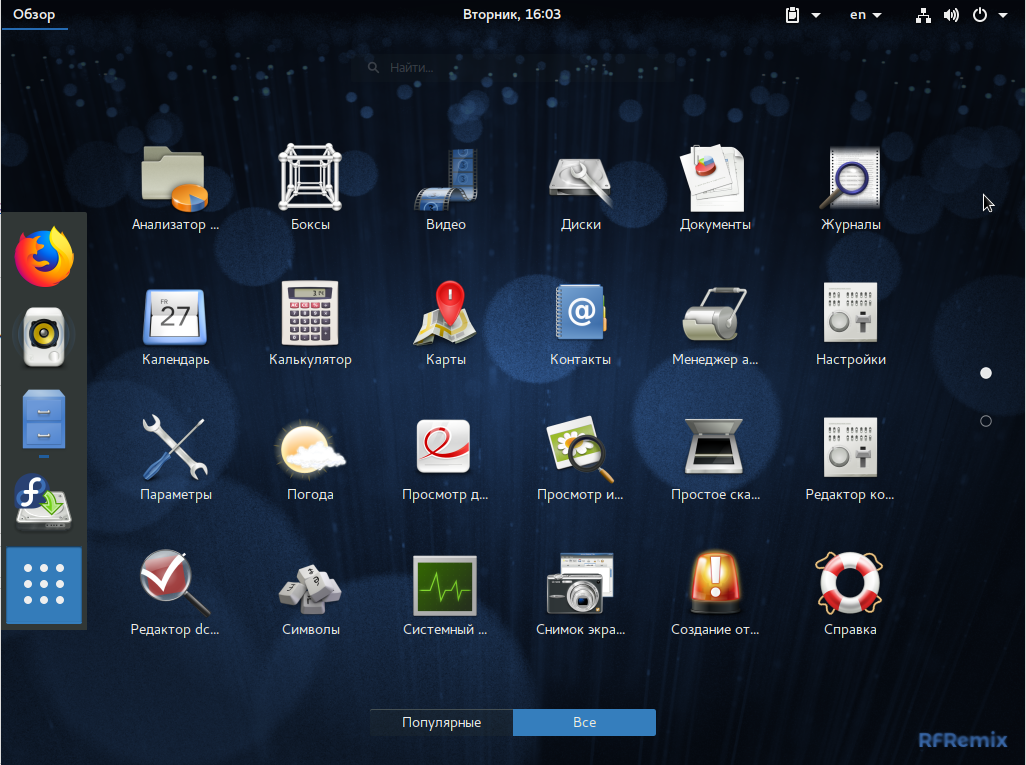 Обзор
Вторник, 16:03
en
Найти...
Анализатор ...
Боксы
Видео
Диски
Документы
Журналы
FR
27
3.14
Календарь
Калькулятор
Карты
Контакты
Менеджер а...
Настройки
Параметры
Погода
Просмотр д...
Просмотр и...
Простое ска...
Редактор ко...
Редактор dc...
Символы
Системный ...
Снимок экра...
Создание от...
Справка
Популярные
Все
RFRemix